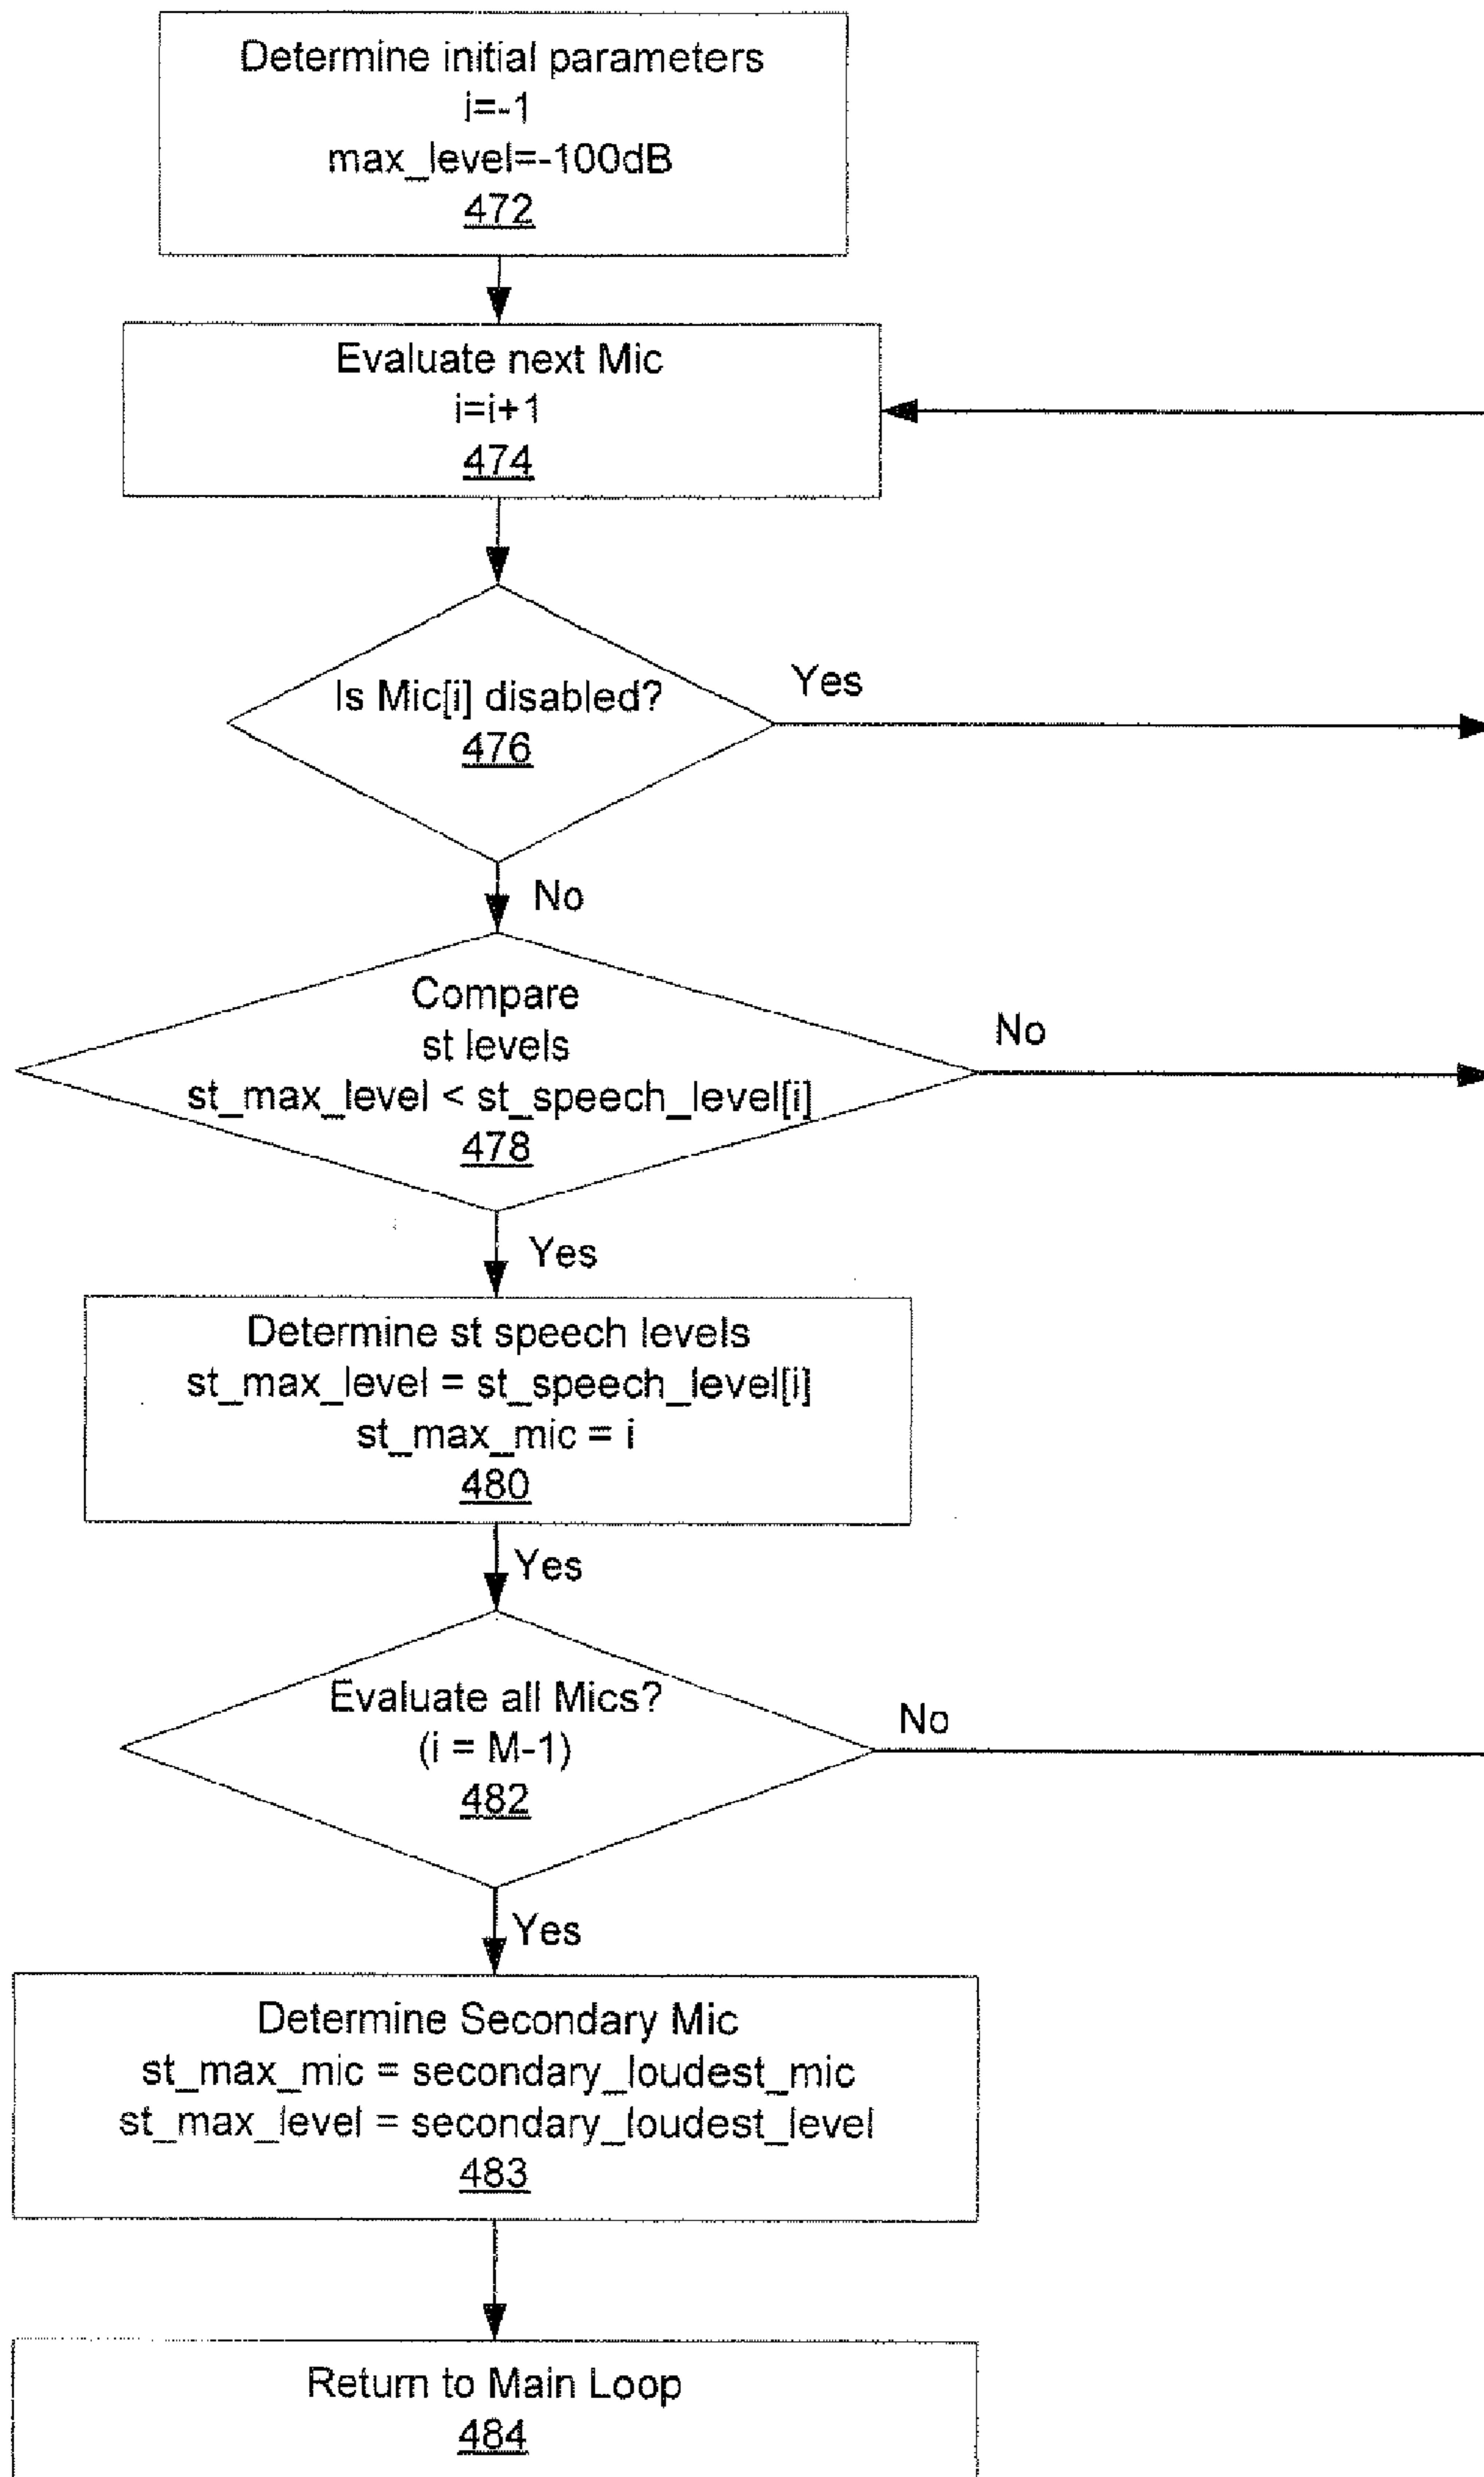 Determine initial parameters
i=-1
max_level=-100dB
472
Evaluate next Mic
i=i+1
474
Is Mic[i] disabled?
476
Yes
No
Compare
st levels
st_max_level < st_speech_level[i]
478
No
Yes
Determine st speech levels
st_max_level = st_speech_level[i]
st_max_mic = i
480
Yes
Evaluate all Mics?
(i = M-1)
482
No
Yes
Determine Secondary Mic
st_max_mic = secondary_loudest_mic
st_max_level = secondary_loudest_level
483
Return to Main Loop
484